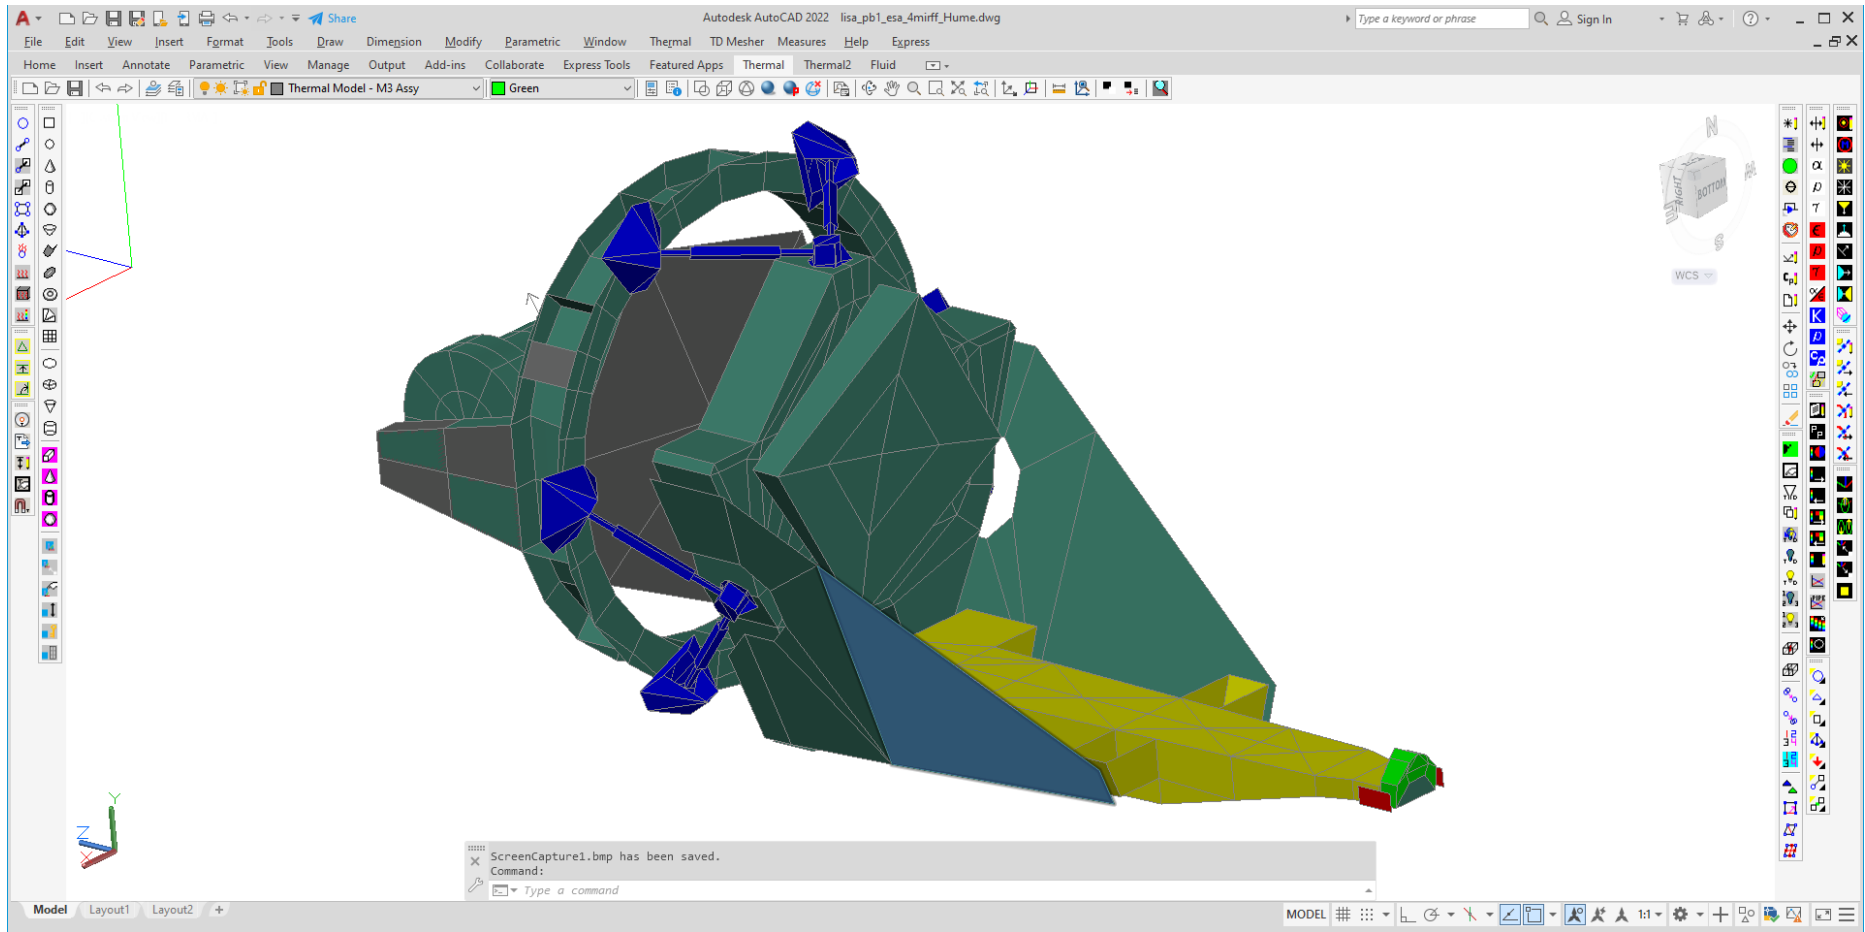 Share
Autodesk AutoCAD 2022 lisa_pb1_esa_4mirff_Hume.dwg
Type a keyword or phrase
Sign In
File Edit View Insert Format Tools Draw Dimension Modify Parametric Window Thermal TD Mesher Measures Help Express
Home Insert Annotate Parametric View Manage Output Add-ins Collaborate Express Tools Featured Apps Thermal Thermal2 Fluid
Thermal Model - M3 Assy Green
N
RIGHT BOTTOM
S
WCS
Y
Z
X
ScreenCapture1.bmp has been saved.
Command:
Type a command
Model Layout1 Layout2 +
MODEL 1:1